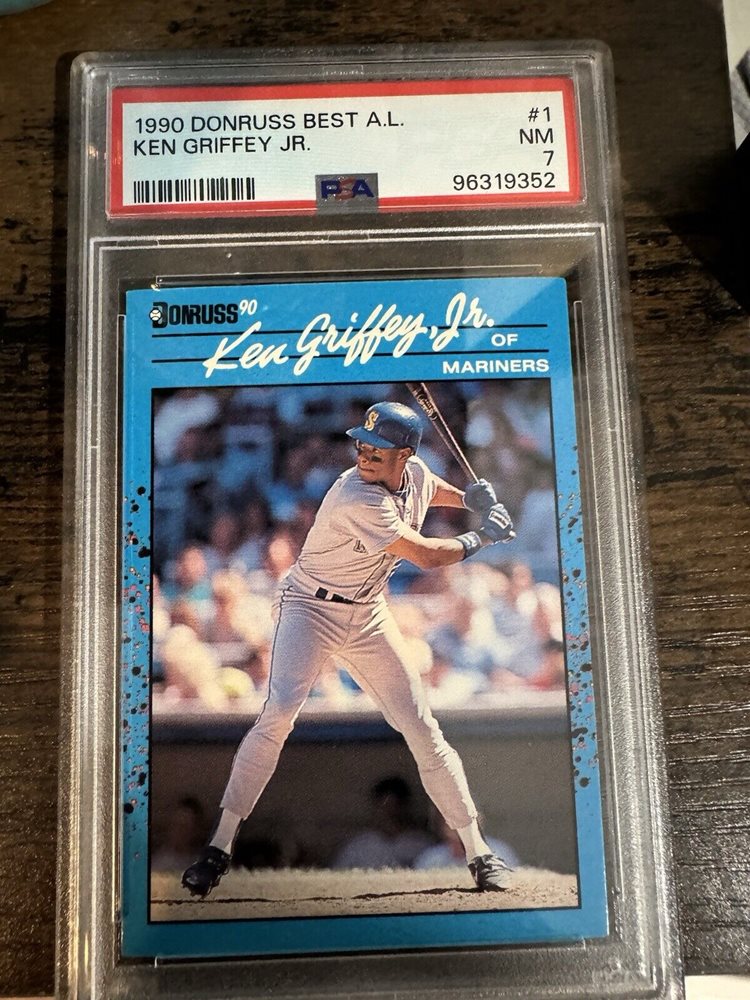 1990 DONRUSS BEST A.L. #1
KEN GRIFFEY JR. NM
7
PSA 96319352
DONRUSS 90
Ken Griffey, Jr. OF
MARINERS
S